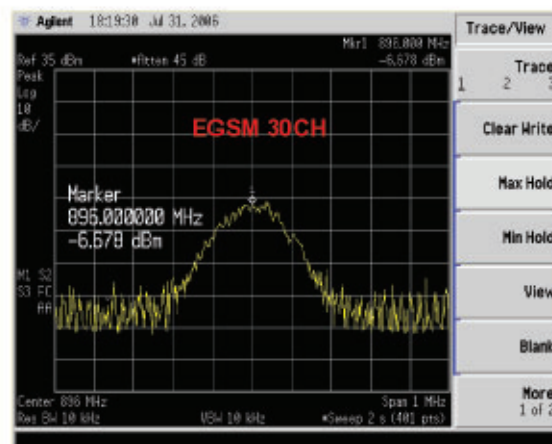 Agilent 18:19:30 Jul 31, 2006
Trace/View
Mkr1 896.000 MHz
Ref 35 dBm *Atten 45 dB -6.678 dBm
Peak
Log
10
dB/
Trace
1 2 3
EGSM 30CH
Clear Write
Marker
896.000000 MHz
-6.678 dBm
Max Hold
Min Hold
M1 S2
S3 FC
AA
View
Blank
Center 896 MHz Span 1 MHz
Res BW 10 kHz VBW 10 kHz *Sweep 2 s (401 pts)
More
1 of 2